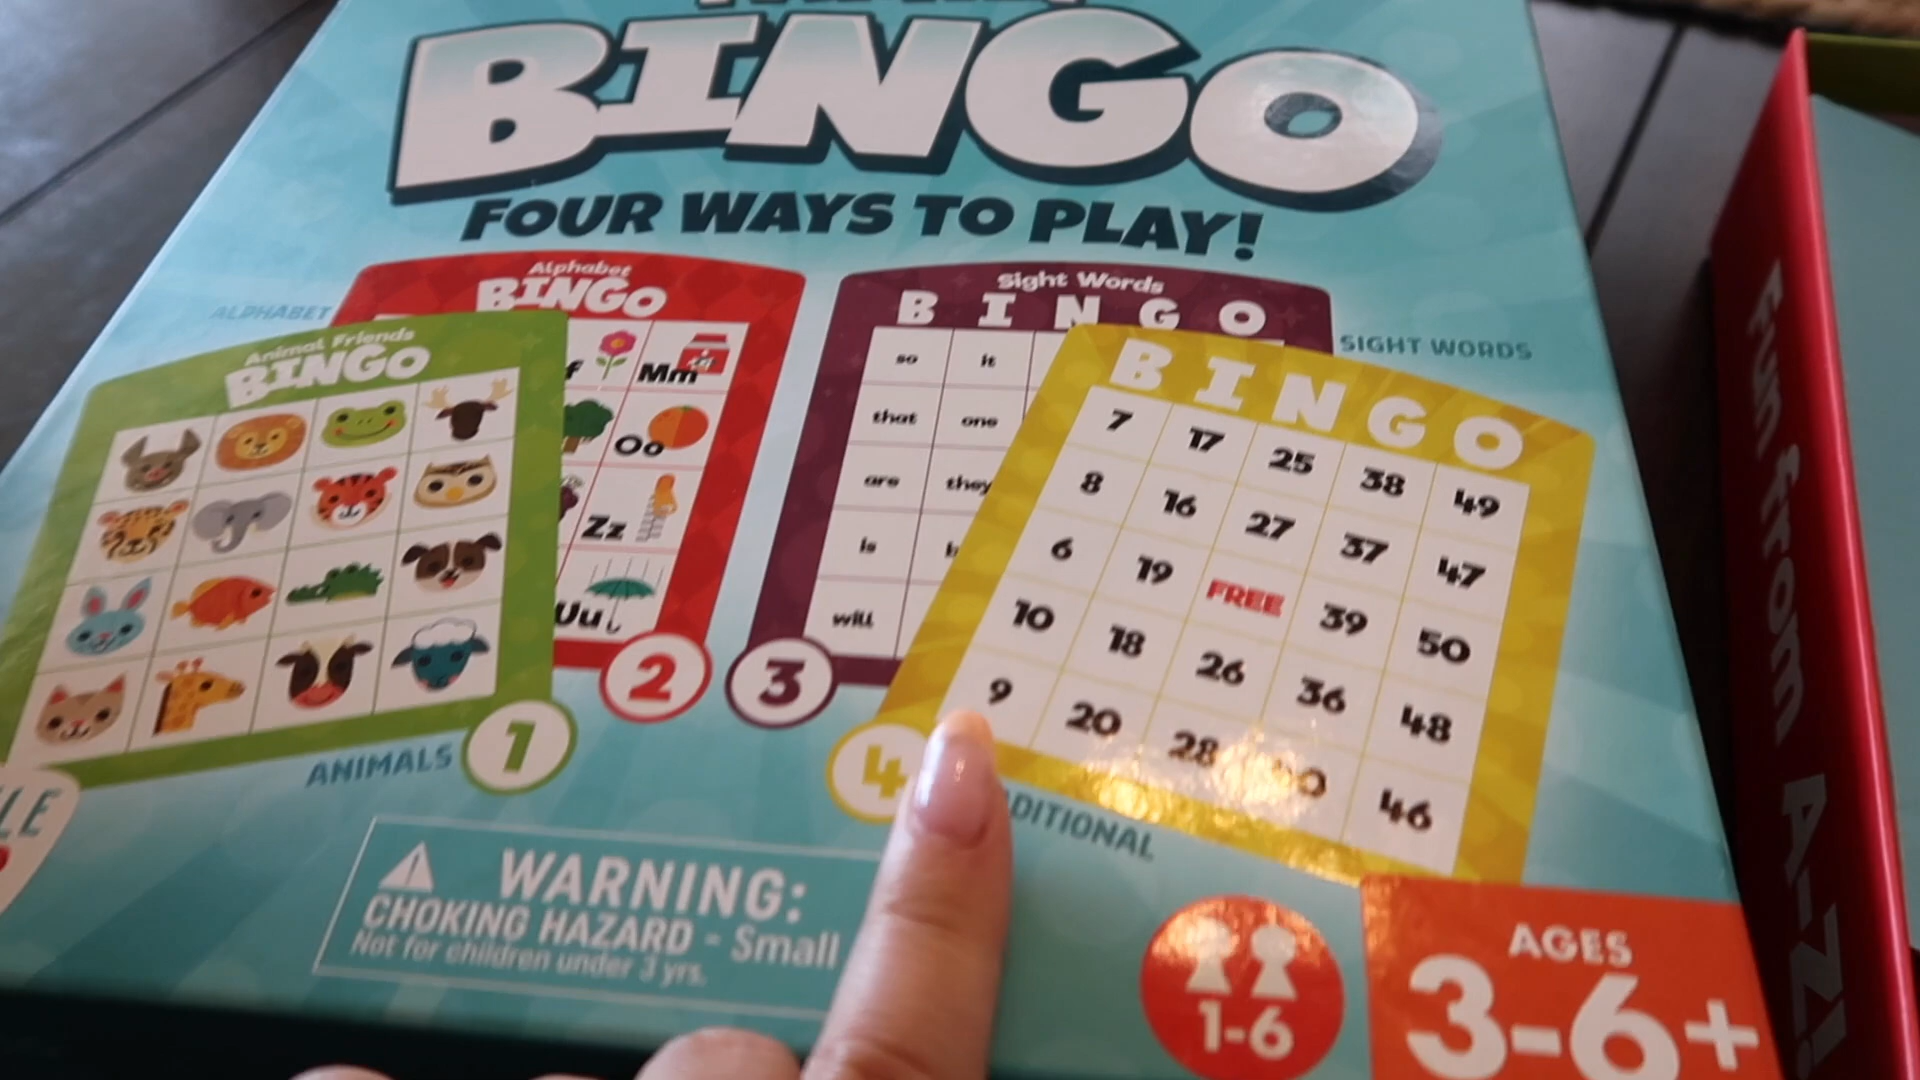 BINGO
FOUR WAYS TO PLAY!
ALPHABET
Alphabet
BINGO
Mm
Oo
Zz
Uu
2
Animal Friends
BINGO
ANIMALS
1
Sight Words
BINGO
so it
that one
are they
is
will
3
SIGHT WORDS
BINGO
7 17 25 38 49
8 16 27 37 47
6 19 FREE 39 50
10 18 26 36 48
9 20 28 46
4
DITIONAL
WARNING:
CHOKING HAZARD - Small
Not for children under 3 yrs.
1-6
AGES
3-6+
LE
Fun from A-Z!